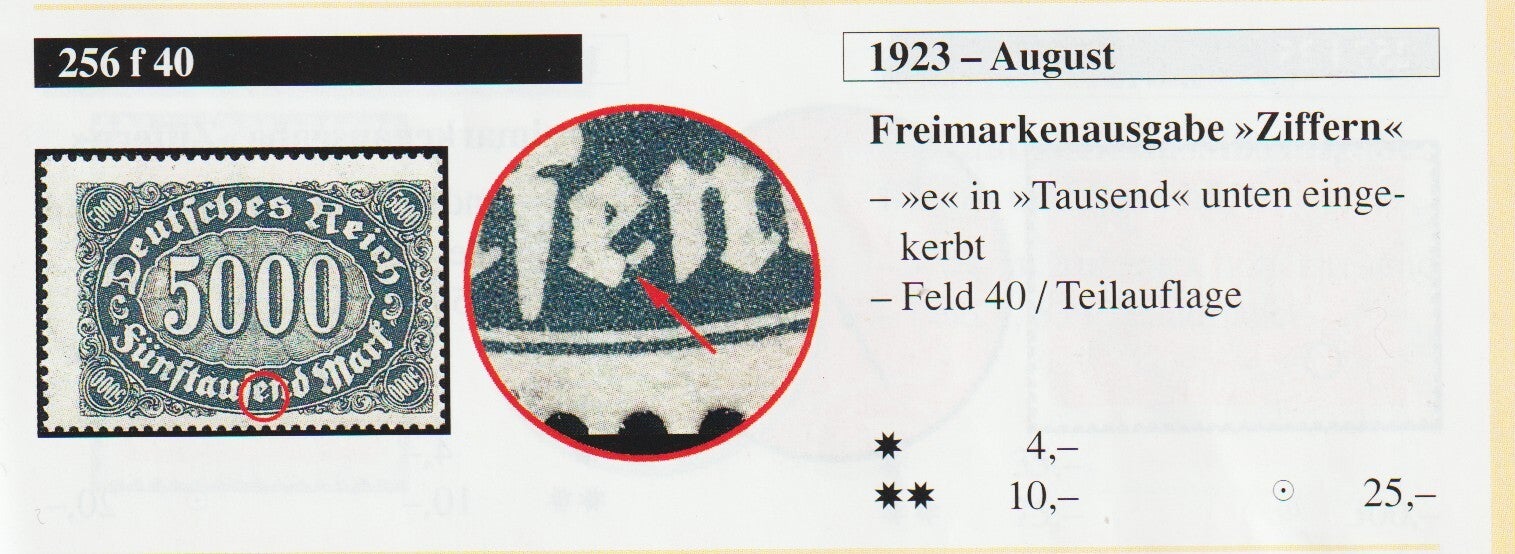 256 f 40
1923 – August
Freimarkenausgabe »Ziffern«
– »e« in »Tausend« unten einge-
kerbt
– Feld 40 / Teilauflage
✷ 4,–
✷✷ 10,– ☉ 25,–
5000 5000
Deutsches Reich
5000
Fünftausend Mark
5000 5000
en